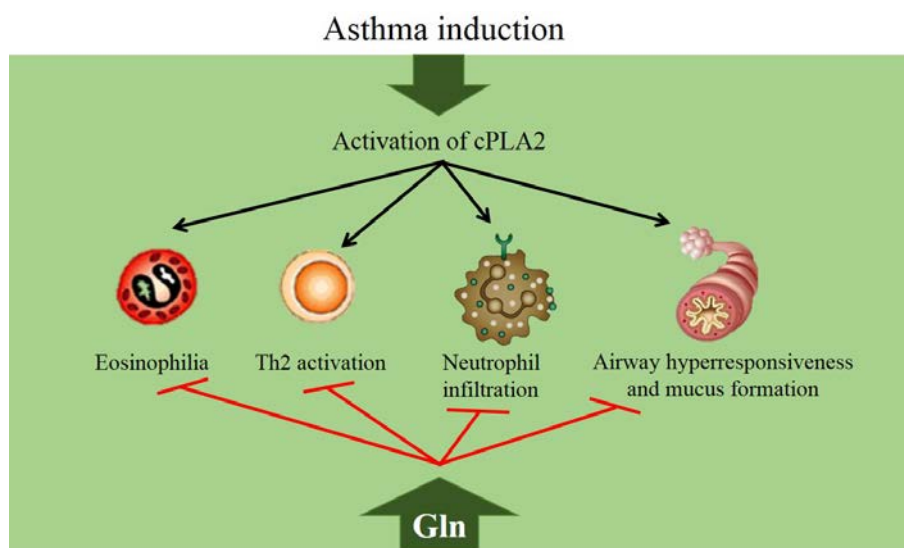 Asthma induction
Activation of cPLA2
Eosinophilia
Th2 activation
Neutrophil
infiltration
Airway hyperresponsiveness
and mucus formation
Gln